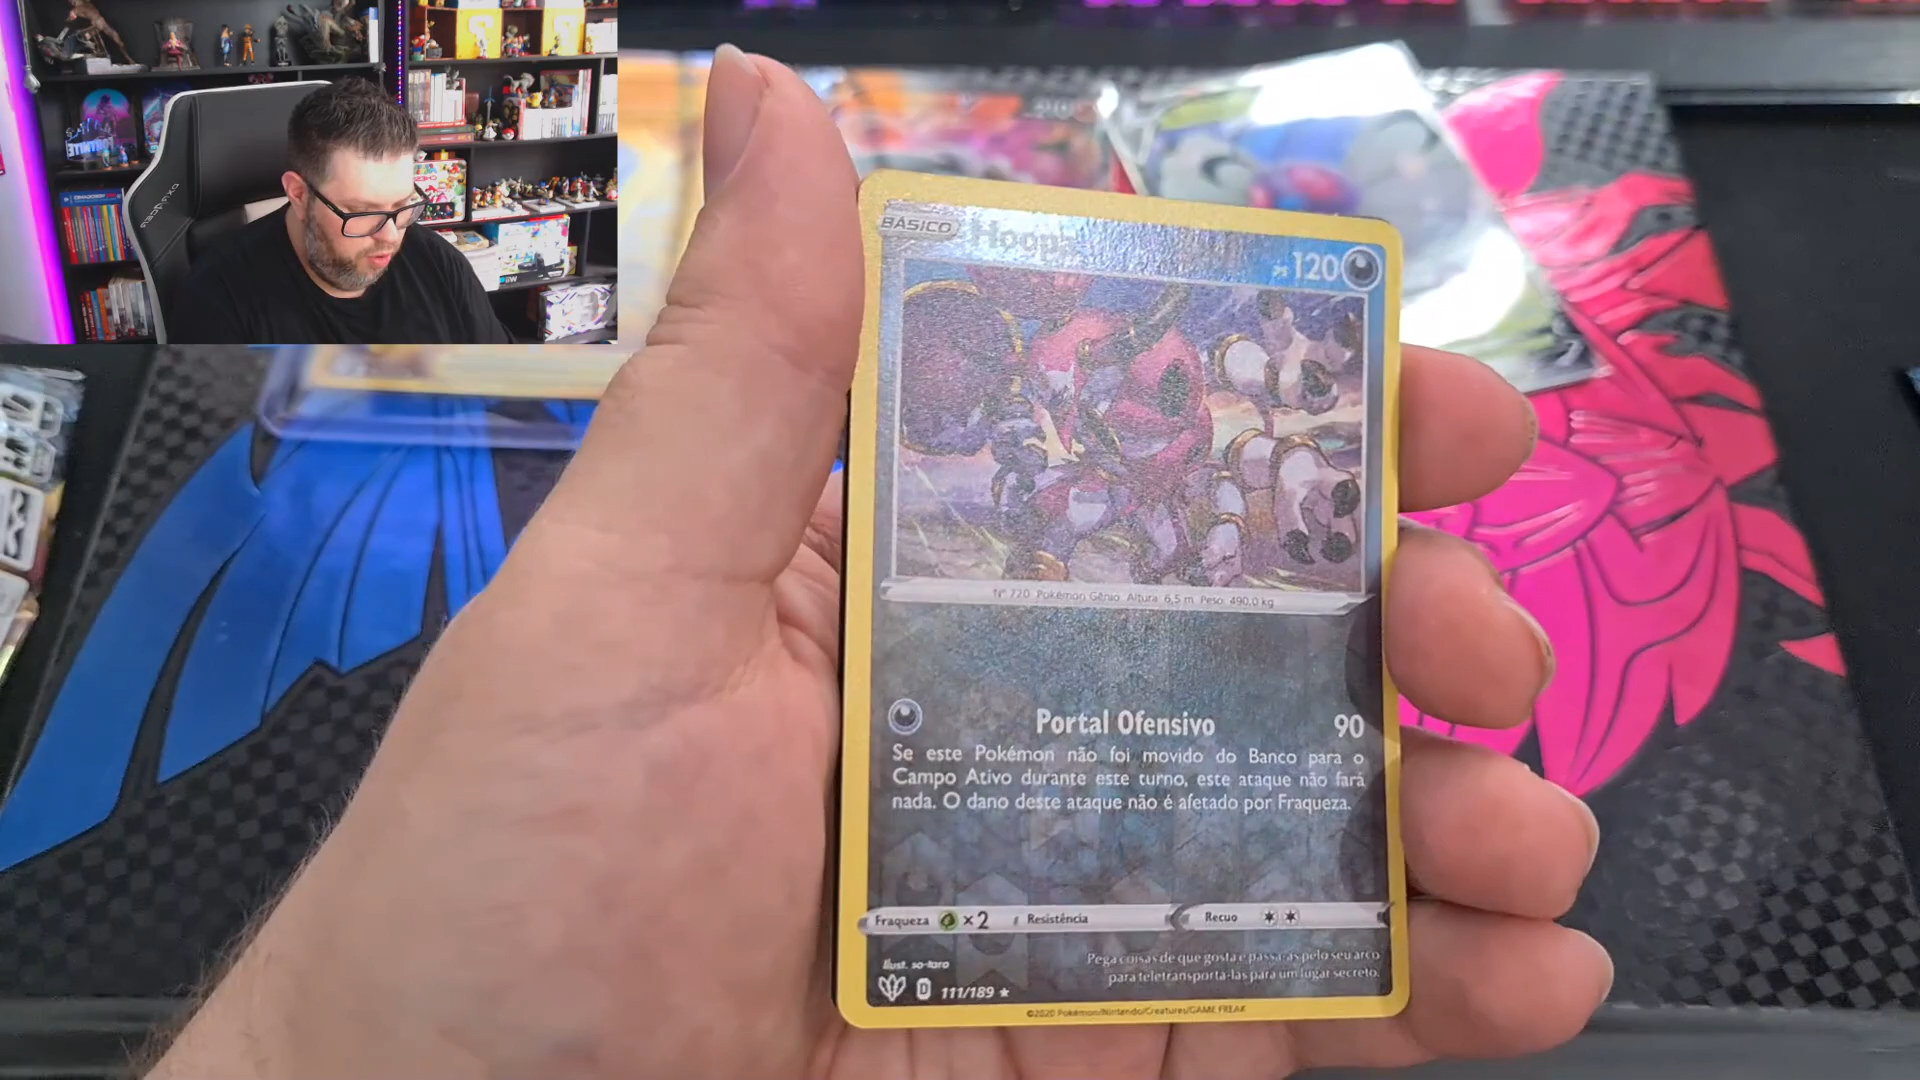 BÁSICO Hoopa PS 120
Nº 720 Pokémon Gênio Altura: 6,5 m Peso: 490,0 kg
Portal Ofensivo 90
Se este Pokémon não foi movido do Banco para o
Campo Ativo durante este turno, este ataque não fará
nada. O dano deste ataque não é afetado por Fraqueza.
Fraqueza ×2 Resistência Recuo
Pega coisas de que gosta e passa-as pelo seu arco
para teletransportá-las para um lugar secreto.
Ilust. so-taro
D 111/189 ★
©2020 Pokémon/Nintendo/Creatures/GAME FREAK